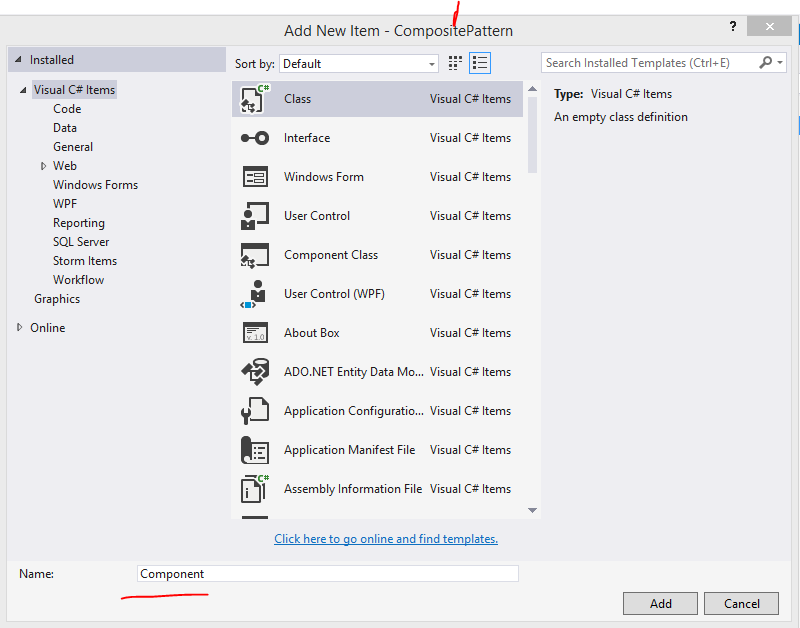 Add New Item - CompositePattern
?
Installed
Sort by: Default
Search Installed Templates (Ctrl+E)
Visual C# Items
Code
Data
General
Web
Windows Forms
WPF
Reporting
SQL Server
Storm Items
Workflow
Graphics
Online
Class Visual C# Items
Interface Visual C# Items
Windows Form Visual C# Items
User Control Visual C# Items
Component Class Visual C# Items
User Control (WPF) Visual C# Items
About Box Visual C# Items
ADO.NET Entity Data Mo... Visual C# Items
Application Configuratio... Visual C# Items
Application Manifest File Visual C# Items
Assembly Information File Visual C# Items
Type: Visual C# Items
An empty class definition
Click here to go online and find templates.
Name: Component
Add Cancel